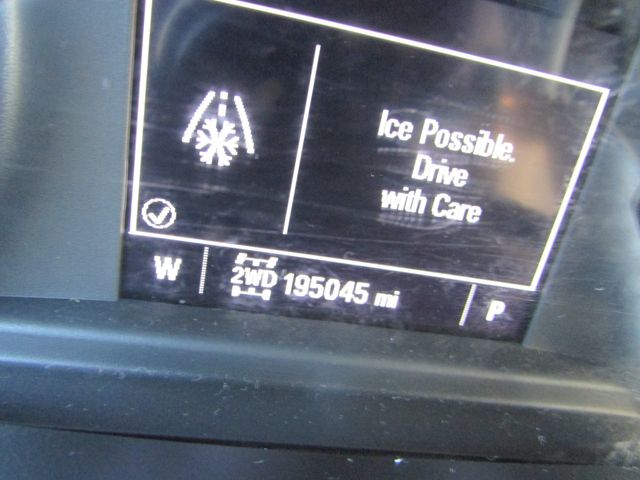 Ice Possible.
Drive
with Care
W 2WD 195045 mi P